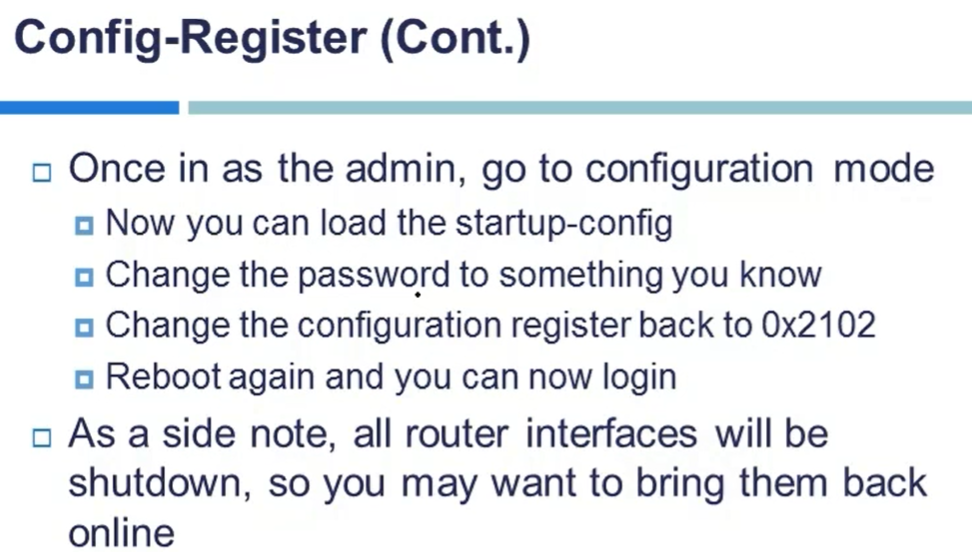 Config-Register (Cont.)
Once in as the admin, go to configuration mode
Now you can load the startup-config
Change the password to something you know
Change the configuration register back to 0x2102
Reboot again and you can now login
As a side note, all router interfaces will be
shutdown, so you may want to bring them back
online